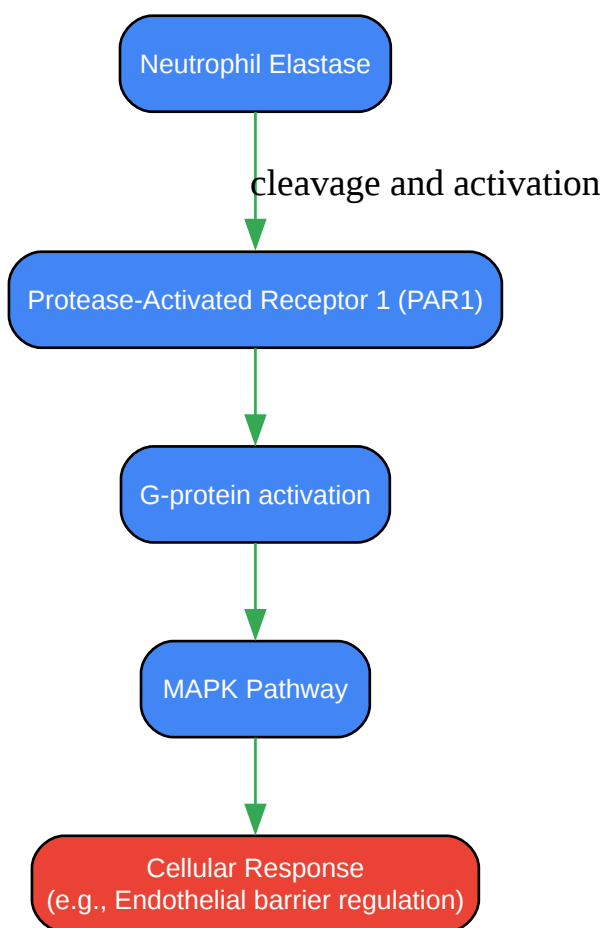 Neutrophil Elastase
cleavage and activation
Protease-Activated Receptor 1 (PAR1)
G-protein activation
MAPK Pathway
Cellular Response
(e.g., Endothelial barrier regulation)